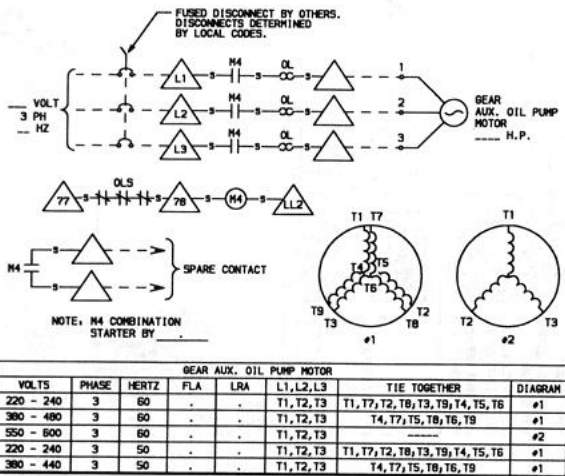 FUSED DISCONNECT BY OTHERS.
DISCONNECTS DETERMINED
BY LOCAL CODES.
___ VOLT
3 PH
__ HZ
L1 S M4 S OL S 1
L2 S M4 S OL S 2
L3 S M4 S OL S 3
GEAR
AUX. OIL PUMP
MOTOR
____ H.P.
OLS
77 S S 78 S M4 S LL2
M4 S S
SPARE CONTACT
NOTE: M4 COMBINATION
STARTER BY _____.
T1 T7
T4 T5
T6
T9 T2
T3 T8
#1
T1
T2 T3
#2
GEAR AUX. OIL PUMP MOTOR
VOLTS PHASE HERTZ FLA LRA L1,L2,L3 TIE TOGETHER DIAGRAM
220 - 240 3 60 . . T1,T2,T3 T1,T7;T2,T8;T3,T9;T4,T5,T6 #1
380 - 480 3 60 . . T1,T2,T3 T4,T7;T5,T8;T6,T9 #1
550 - 600 3 60 . . T1,T2,T3 ----- #2
220 - 240 3 50 . . T1,T2,T3 T1,T7;T2,T8;T3,T9;T4,T5,T6 #1
380 - 440 3 50 . . T1,T2,T3 T4,T7;T5,T8;T6,T9 #1